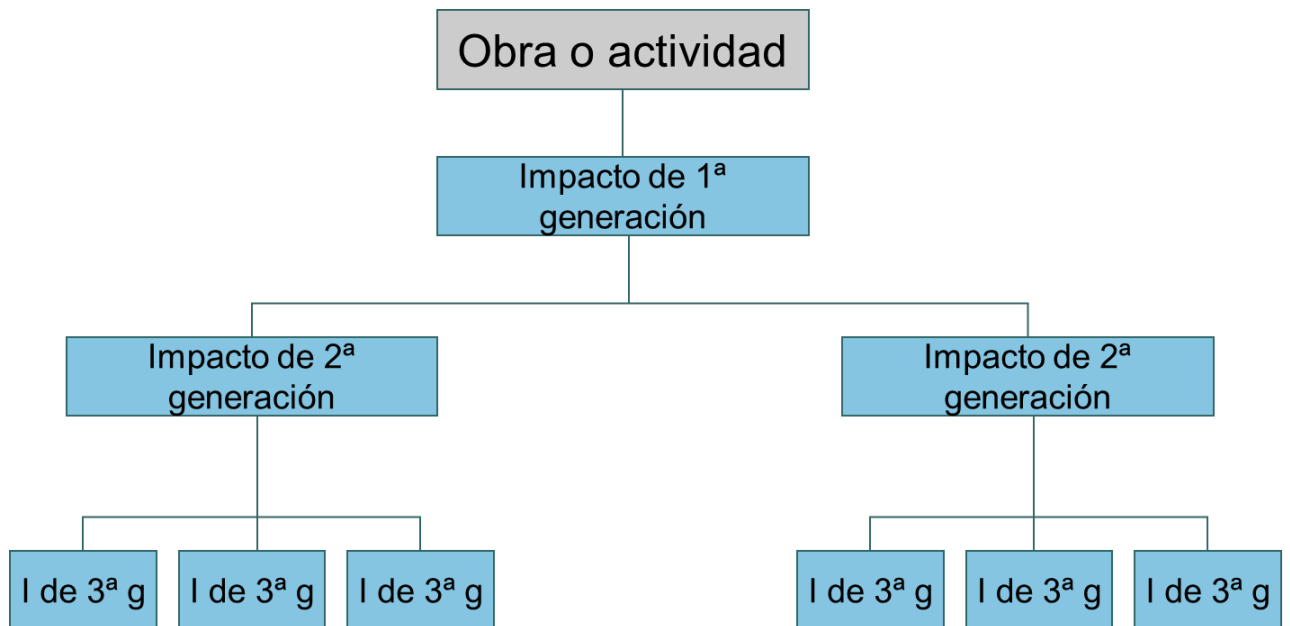 Obra o actividad
Impacto de 1ª
generación
Impacto de 2ª
generación
Impacto de 2ª
generación
I de 3ª g
I de 3ª g
I de 3ª g
I de 3ª g
I de 3ª g
I de 3ª g